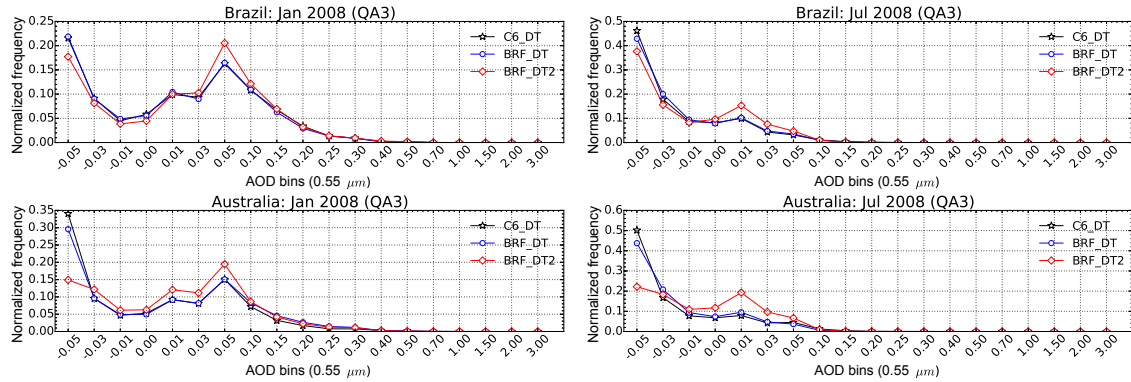 Brazil: Jan 2008 (QA3)
Normalized frequency
0.25
0.20
0.15
0.10
0.05
0.00
C6_DT
BRF_DT
BRF_DT2
-0.05 -0.03 -0.01 0.00 0.01 0.03 0.05 0.10 0.15 0.20 0.25 0.30 0.40 0.50 0.70 1.00 1.50 2.00 3.00
AOD bins (0.55 μm)
Brazil: Jul 2008 (QA3)
Normalized frequency
0.5
0.4
0.3
0.2
0.1
0.0
C6_DT
BRF_DT
BRF_DT2
-0.05 -0.03 -0.01 0.00 0.01 0.03 0.05 0.10 0.15 0.20 0.25 0.30 0.40 0.50 0.70 1.00 1.50 2.00 3.00
AOD bins (0.55 μm)
Australia: Jan 2008 (QA3)
Normalized frequency
0.35
0.30
0.25
0.20
0.15
0.10
0.05
0.00
C6_DT
BRF_DT
BRF_DT2
-0.05 -0.03 -0.01 0.00 0.01 0.03 0.05 0.10 0.15 0.20 0.25 0.30 0.40 0.50 0.70 1.00 1.50 2.00 3.00
AOD bins (0.55 μm)
Australia: Jul 2008 (QA3)
Normalized frequency
0.6
0.5
0.4
0.3
0.2
0.1
0.0
C6_DT
BRF_DT
BRF_DT2
-0.05 -0.03 -0.01 0.00 0.01 0.03 0.05 0.10 0.15 0.20 0.25 0.30 0.40 0.50 0.70 1.00 1.50 2.00 3.00
AOD bins (0.55 μm)